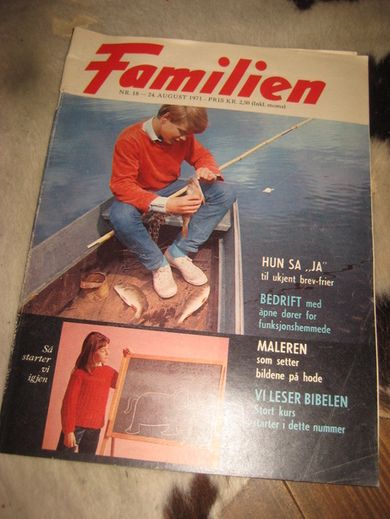 Familien
NR. 18 — 24. AUGUST 1971 - PRIS KR. 2,50 (Inkl. moms)
HUN SA „JA"
til ukjent brev-frier
BEDRIFT med
åpne dører for
funksjonshemmede
MALEREN
som setter
bildene på hode
VI LESER BIBELEN
Stort kurs
starter i dette nummer
Så
starter
vi
igjen